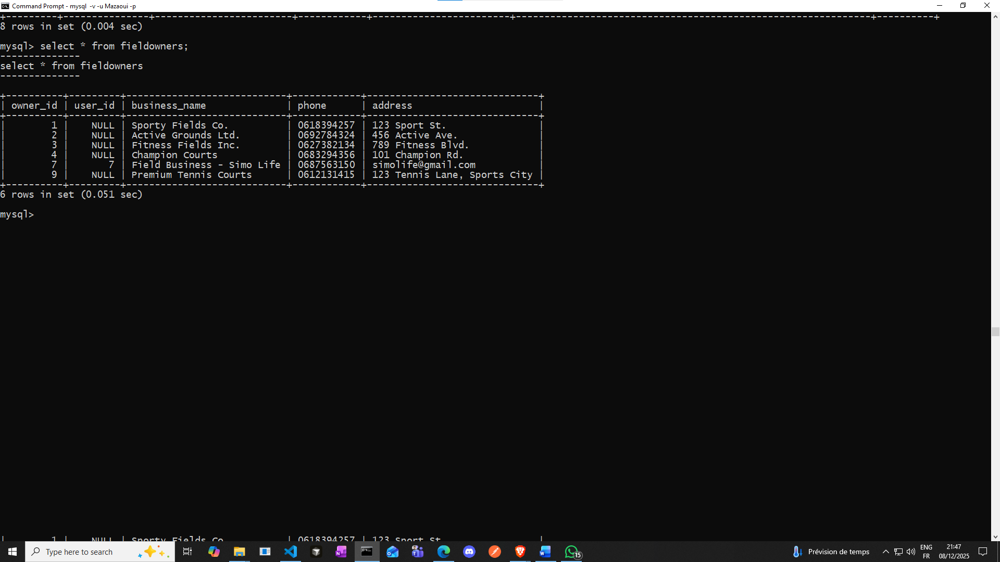 Command Prompt - mysql -v -u Mazaoui -p
+---------+---------------+------------------------+------------+------------------------+--------------------------------------------------------------+----------+
8 rows in set (0.004 sec)
mysql> select * from fieldowners;
--------------
select * from fieldowners
--------------
+----------+---------+----------------------------+------------+------------------------------+
| owner_id | user_id | business_name              | phone      | address                      |
+----------+---------+----------------------------+------------+------------------------------+
|        1 |    NULL | Sporty Fields Co.          | 0618394257 | 123 Sport St.                |
|        2 |    NULL | Active Grounds Ltd.        | 0692784324 | 456 Active Ave.              |
|        3 |    NULL | Fitness Fields Inc.        | 0627382134 | 789 Fitness Blvd.            |
|        4 |    NULL | Champion Courts            | 0683294356 | 101 Champion Rd.             |
|        7 |       7 | Field Business - Simo Life | 0687563150 | simolife@gmail.com           |
|        9 |    NULL | Premium Tennis Courts      | 0612131415 | 123 Tennis Lane, Sports City |
+----------+---------+----------------------------+------------+------------------------------+
6 rows in set (0.051 sec)
mysql>
|        1 |    NULL | Sporty Fields Co.          | 0618394257 | 123 Sport St.                |
Type here to search
15
Prévision de temps
ENG
FR
21:47
08/12/2025